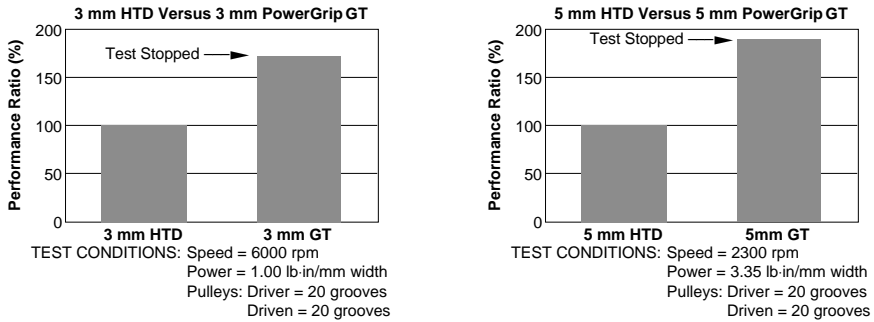 3 mm HTD Versus 3 mm PowerGrip GT
Performance Ratio (%)
200
150
100
50
0
Test Stopped
3 mm HTD
3 mm GT
TEST CONDITIONS: Speed = 6000 rpm
Power = 1.00 lb·in/mm width
Pulleys: Driver = 20 grooves
Driven = 20 grooves
5 mm HTD Versus 5 mm PowerGrip GT
Performance Ratio (%)
200
150
100
50
0
Test Stopped
5 mm HTD
5mm GT
TEST CONDITIONS: Speed = 2300 rpm
Power = 3.35 lb·in/mm width
Pulleys: Driver = 20 grooves
Driven = 20 grooves